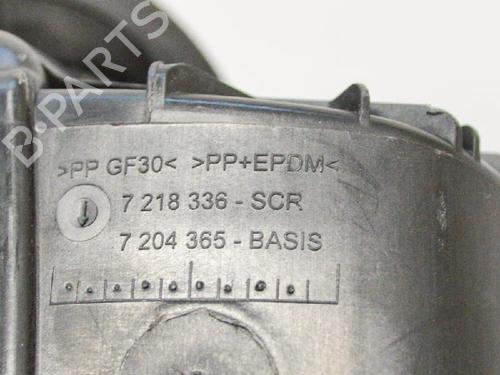 B·PARTS
>PP GF30< >PP+EPDM<
7 218 336 - SCR
7 204 365 - BASIS